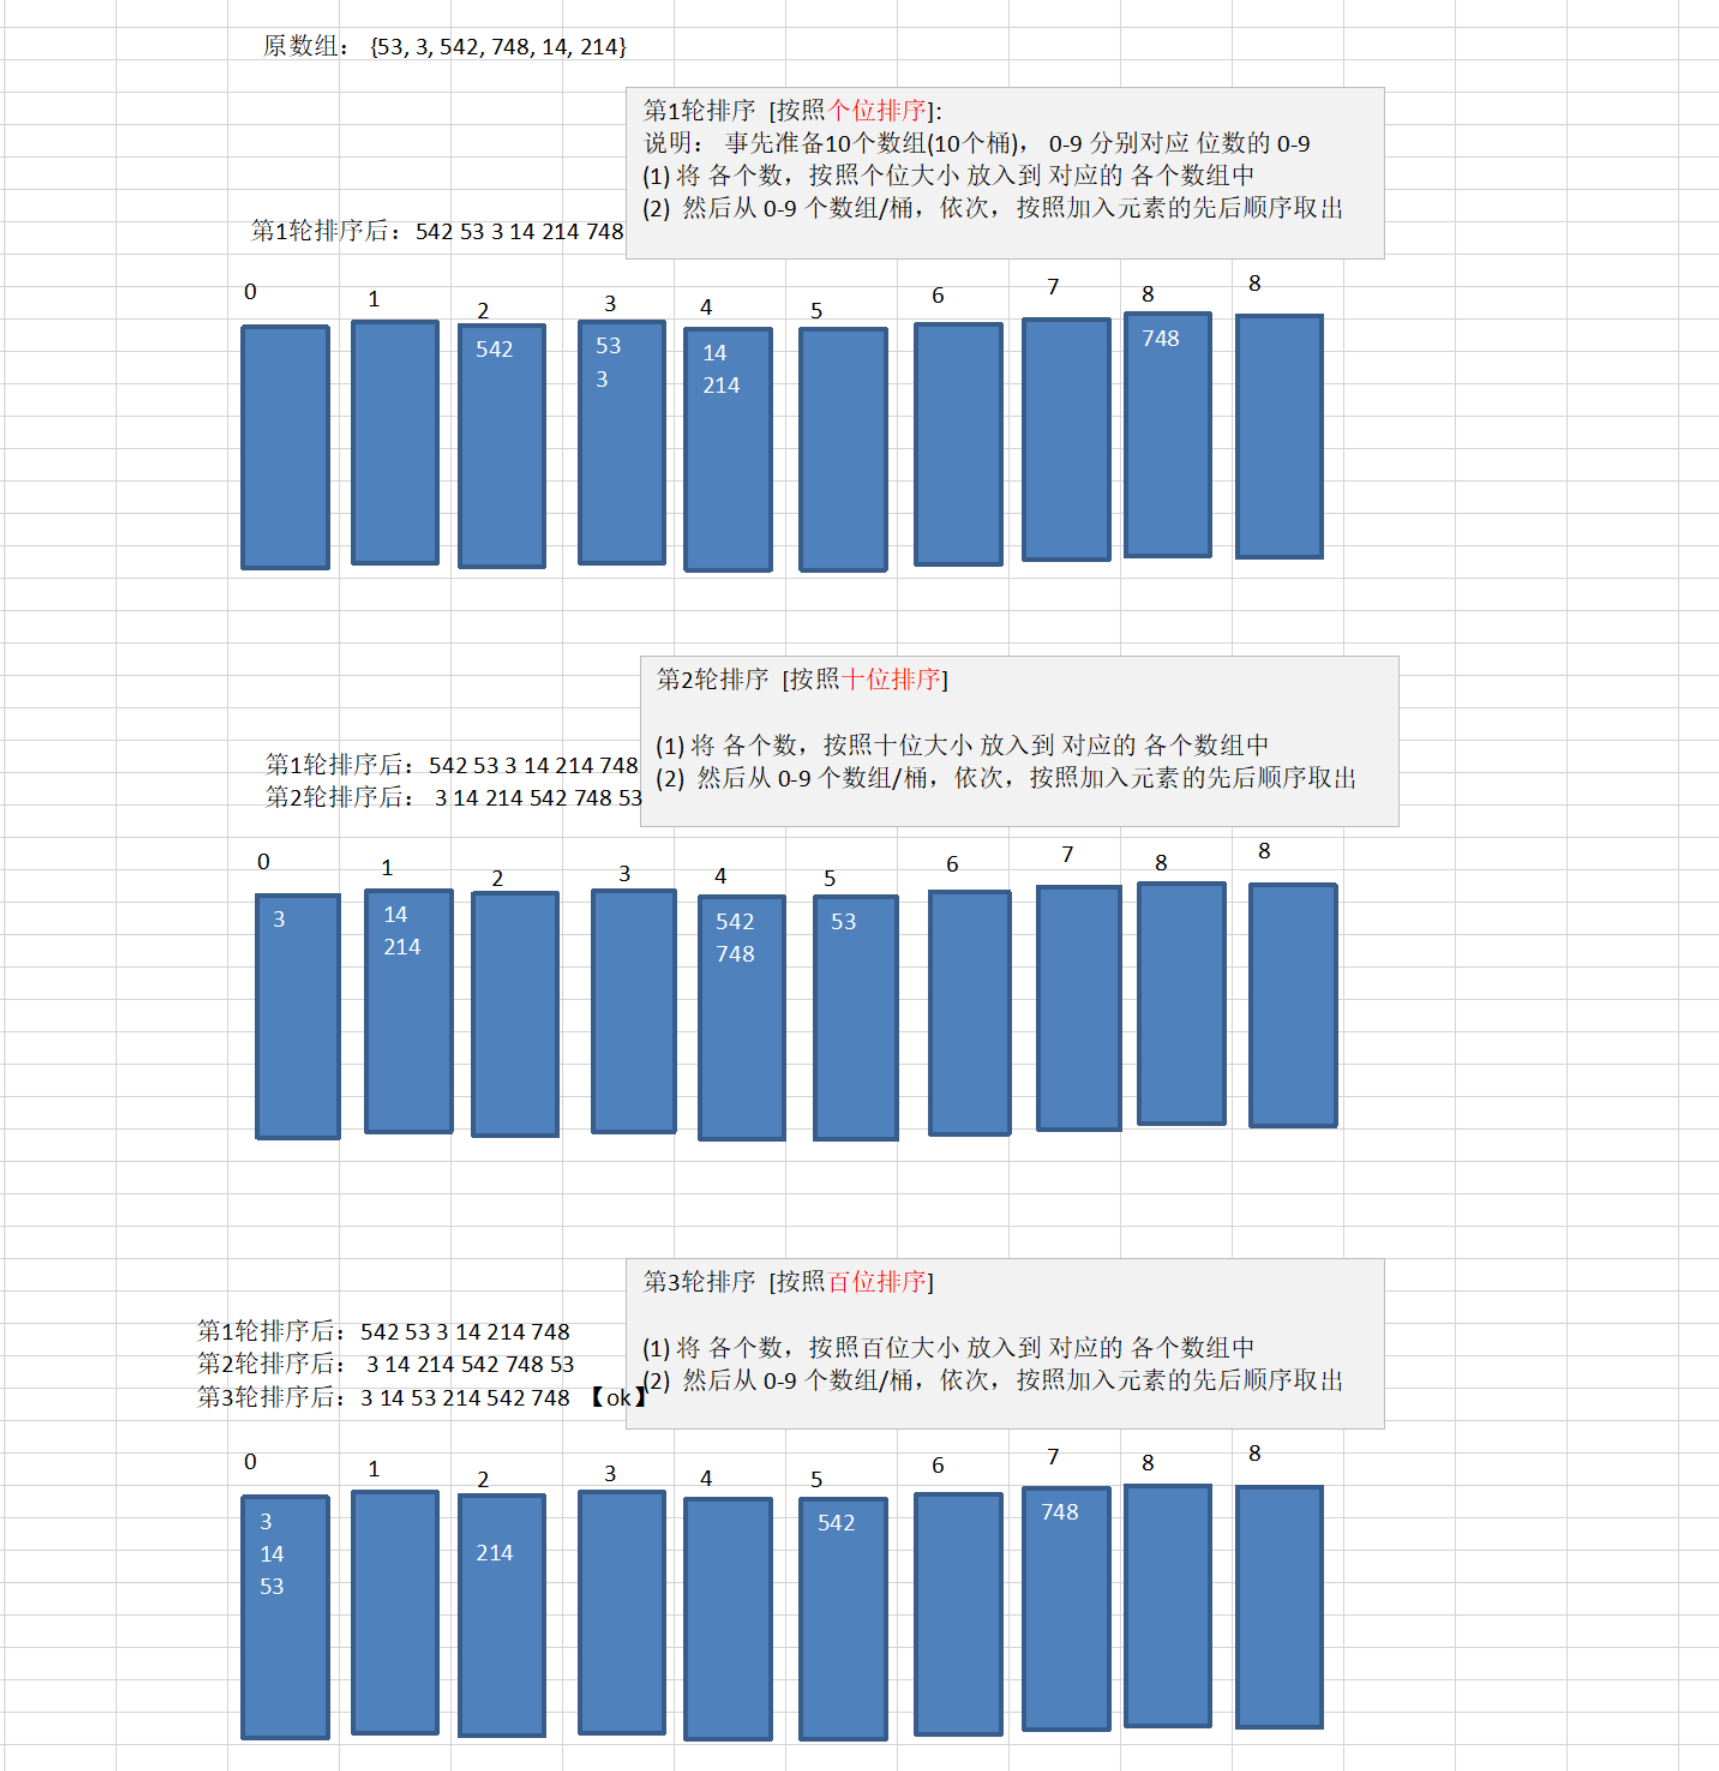 原数组： {53, 3, 542, 748, 14, 214}
第1轮排序 [按照个位排序]:
说明： 事先准备10个数组(10个桶)， 0-9 分别对应 位数的 0-9
(1) 将 各个数，按照个位大小 放入到 对应的 各个数组中
(2) 然后从 0-9 个数组/桶，依次，按照加入元素的先后顺序取出
第1轮排序后：542 53 3 14 214 748
0 1 2 3 4 5 6 7 8 8
542 53 14 748
3 214
第2轮排序 [按照十位排序]
(1) 将 各个数，按照十位大小 放入到 对应的 各个数组中
(2) 然后从 0-9 个数组/桶，依次，按照加入元素的先后顺序取出
第1轮排序后：542 53 3 14 214 748
第2轮排序后： 3 14 214 542 748 53
0 1 2 3 4 5 6 7 8 8
3 14 542 53
214 748
第3轮排序 [按照百位排序]
(1) 将 各个数，按照百位大小 放入到 对应的 各个数组中
(2) 然后从 0-9 个数组/桶，依次，按照加入元素的先后顺序取出
第1轮排序后：542 53 3 14 214 748
第2轮排序后： 3 14 214 542 748 53
第3轮排序后：3 14 53 214 542 748 【ok】
0 1 2 3 4 5 6 7 8 8
3 542 748
14 214
53